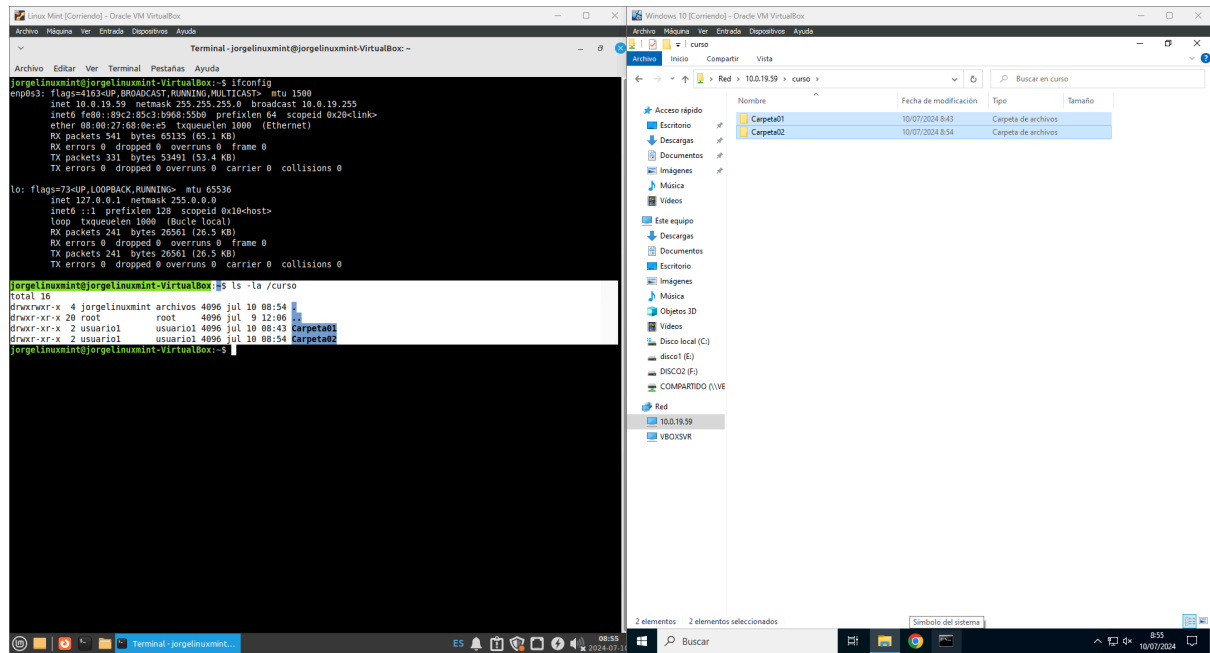 Linux Mint [Corriendo] - Oracle VM VirtualBox
Archivo Máquina Ver Entrada Dispositivos Ayuda
Terminal - jorgelinuxmint@jorgelinuxmint-VirtualBox: ~
Archivo Editar Ver Terminal Pestañas Ayuda
jorgelinuxmint@jorgelinuxmint-VirtualBox:~$ ifconfig
enp0s3: flags=4163<UP,BROADCAST,RUNNING,MULTICAST> mtu 1500
inet 10.0.19.59 netmask 255.255.255.0 broadcast 10.0.19.255
inet6 fe80::89c2:85c3:b968:55b0 prefixlen 64 scopeid 0x20<link>
ether 08:00:27:68:0e:e5 txqueuelen 1000 (Ethernet)
RX packets 541 bytes 65135 (65.1 KB)
RX errors 0 dropped 0 overruns 0 frame 0
TX packets 331 bytes 53491 (53.4 KB)
TX errors 0 dropped 0 overruns 0 carrier 0 collisions 0
lo: flags=73<UP,LOOPBACK,RUNNING> mtu 65536
inet 127.0.0.1 netmask 255.0.0.0
inet6 ::1 prefixlen 128 scopeid 0x10<host>
loop txqueuelen 1000 (Bucle local)
RX packets 241 bytes 26561 (26.5 KB)
RX errors 0 dropped 0 overruns 0 frame 0
TX packets 241 bytes 26561 (26.5 KB)
TX errors 0 dropped 0 overruns 0 carrier 0 collisions 0
jorgelinuxmint@jorgelinuxmint-VirtualBox:~$ ls -la /curso
total 16
drwxrwxr-x 4 jorgelinuxmint archivos 4096 jul 10 08:54 .
drwxr-xr-x 20 root root 4096 jul 9 12:06 ..
drwxr-xr-x 2 usuario1 usuario1 4096 jul 10 08:43 Carpeta01
drwxr-xr-x 2 usuario1 usuario1 4096 jul 10 08:54 Carpeta02
jorgelinuxmint@jorgelinuxmint-VirtualBox:~$
Terminal - jorgelinuxmint...
ES
08:55
2024-07-1
Windows 10 [Corriendo] - Oracle VM VirtualBox
Archivo Máquina Ver Entrada Dispositivos Ayuda
curso
Archivo Inicio Compartir Vista
Red > 10.0.19.59 > curso >
Buscar en curso
Nombre Fecha de modificación Tipo Tamaño
Carpeta01 10/07/2024 8:43 Carpeta de archivos
Carpeta02 10/07/2024 8:54 Carpeta de archivos
Acceso rápido
Escritorio
Descargas
Documentos
Imágenes
Música
Vídeos
Este equipo
Descargas
Documentos
Escritorio
Imágenes
Música
Objetos 3D
Vídeos
Disco local (C:)
disco1 (E:)
DISCO2 (F:)
COMPARTIDO (\\VE
Red
10.0.19.59
VBOXSVR
2 elementos 2 elementos seleccionados
Símbolo del sistema
Buscar
8:55
10/07/2024